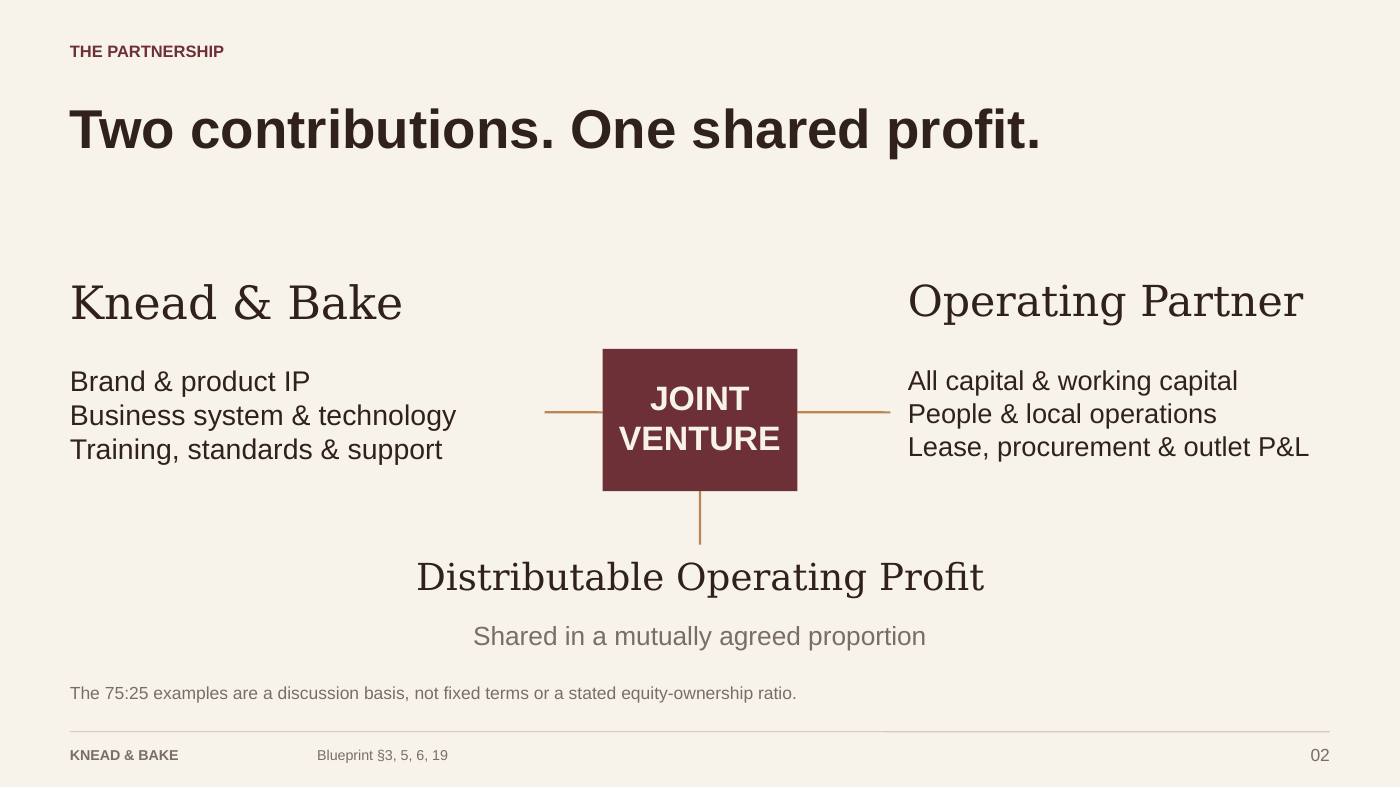 THE PARTNERSHIP
Two contributions. One shared profit.
Knead & Bake
Brand & product IP
Business system & technology
Training, standards & support
JOINT
VENTURE
Operating Partner
All capital & working capital
People & local operations
Lease, procurement & outlet P&L
Distributable Operating Profit
Shared in a mutually agreed proportion
The 75:25 examples are a discussion basis, not fixed terms or a stated equity-ownership ratio.
KNEAD & BAKE
Blueprint §3, 5, 6, 19
02